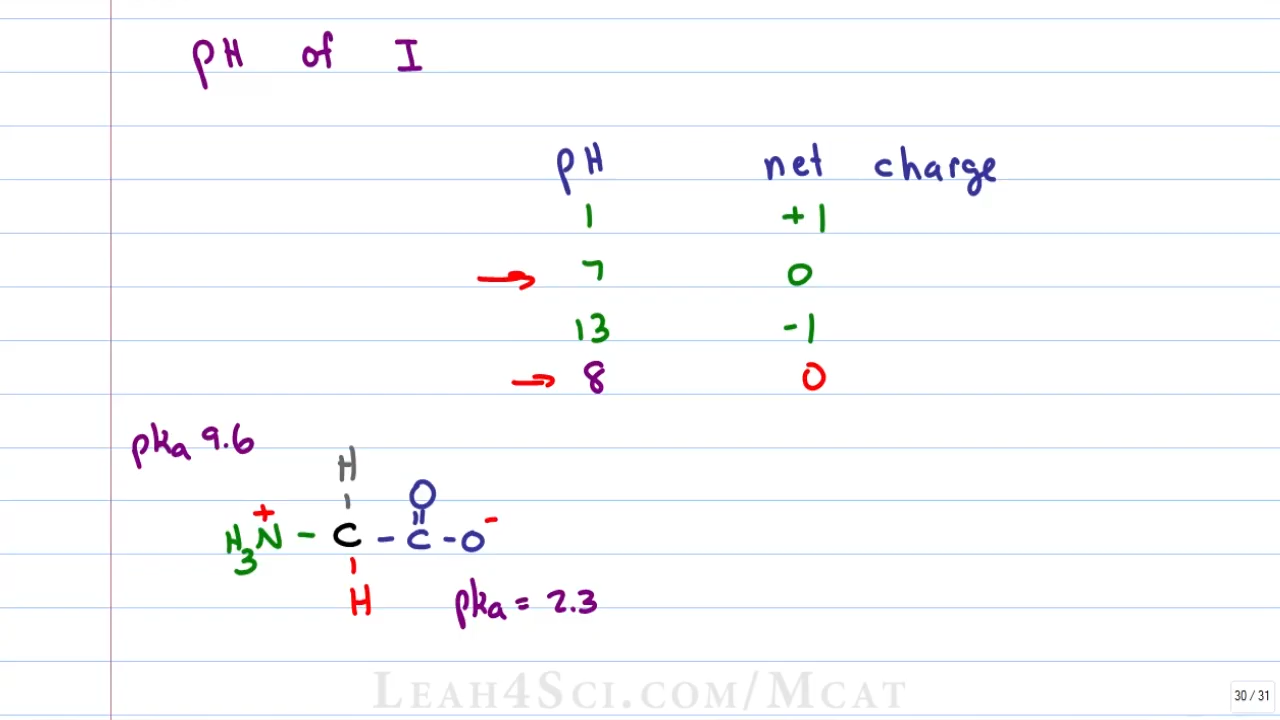 pH of I
pH net charge
1 +1
→ 7 0
13 -1
→ 8 0
pka 9.6
H
O
+ -
H3N - C - C - O
H
pka = 2.3
LEAH4SCI.COM/MCAT
30 / 31